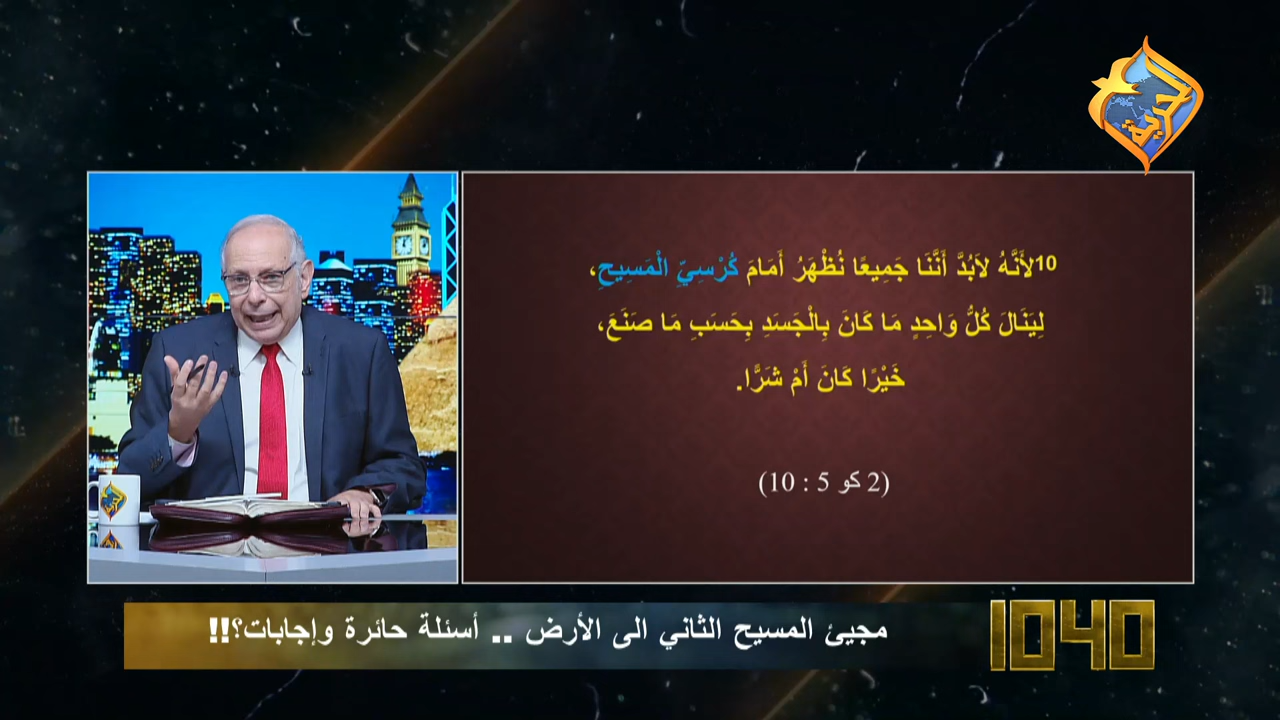 الحرية
10لأَنَّهُ لاَبُدَّ أَنَّنَا جَمِيعًا نُظْهَرُ أَمَامَ كُرْسِيِّ الْمَسِيحِ،
لِيَنَالَ كُلُّ وَاحِدٍ مَا كَانَ بِالْجَسَدِ بِحَسَبِ مَا صَنَعَ،
خَيْرًا كَانَ أَمْ شَرًّا.
(2 كو 5 : 10)
مجيئ المسيح الثاني الى الأرض .. أسئلة حائرة وإجابات؟!!
1040